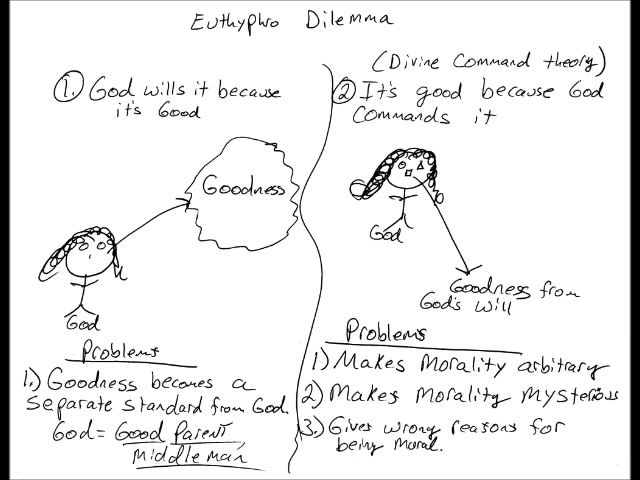 Euthyphro Dilemma
1. God wills it because
it's Good
Goodness
God
Problems
1.) Goodness becomes a
separate standard from God.
God = Good Parent
Middle man
(Divine Command theory)
2 It's good because God
Commands it
God
Goodness from
God's will
Problems
1) Makes Morality arbitrary
2) Makes Morality Mysterious
3.) Gives wrong reasons for
being moral.